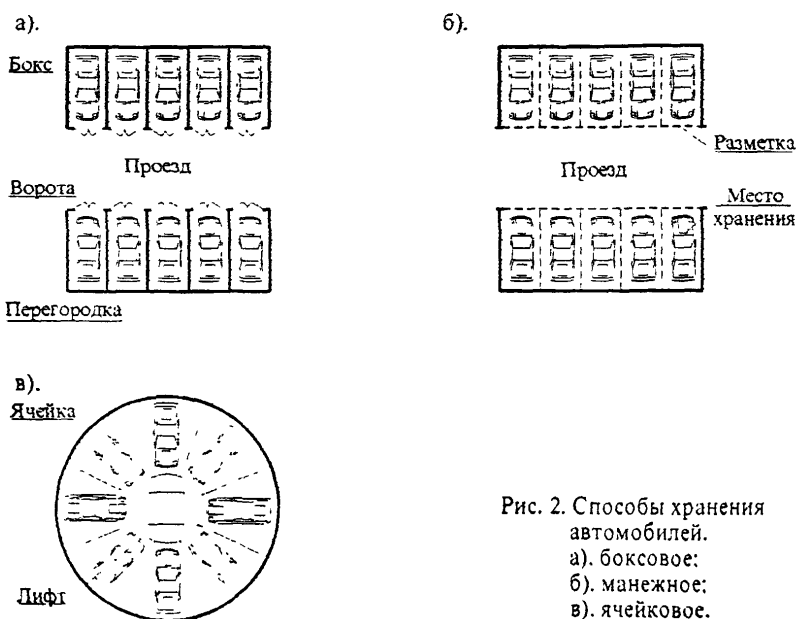 а).
Бокс
Проезд
Ворота
Перегородка
б).
Разметка
Проезд
Место
хранения
в).
Ячейка
Лифт
Рис. 2. Способы хранения
автомобилей.
а). боксовое;
б). манежное;
в). ячейковое.